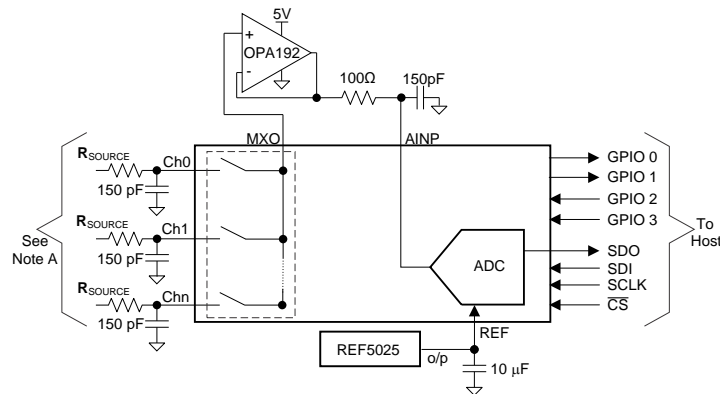 5V
+
OPA192
-
100Ω
150pF
MXO
AINP
RSOURCE
Ch0
150 pF
GPIO 0
GPIO 1
GPIO 2
GPIO 3
See
Note A
RSOURCE
Ch1
150 pF
To
Host
SDO
SDI
SCLK
CS
ADC
RSOURCE
Chn
150 pF
REF
REF5025
o/p
10 μF